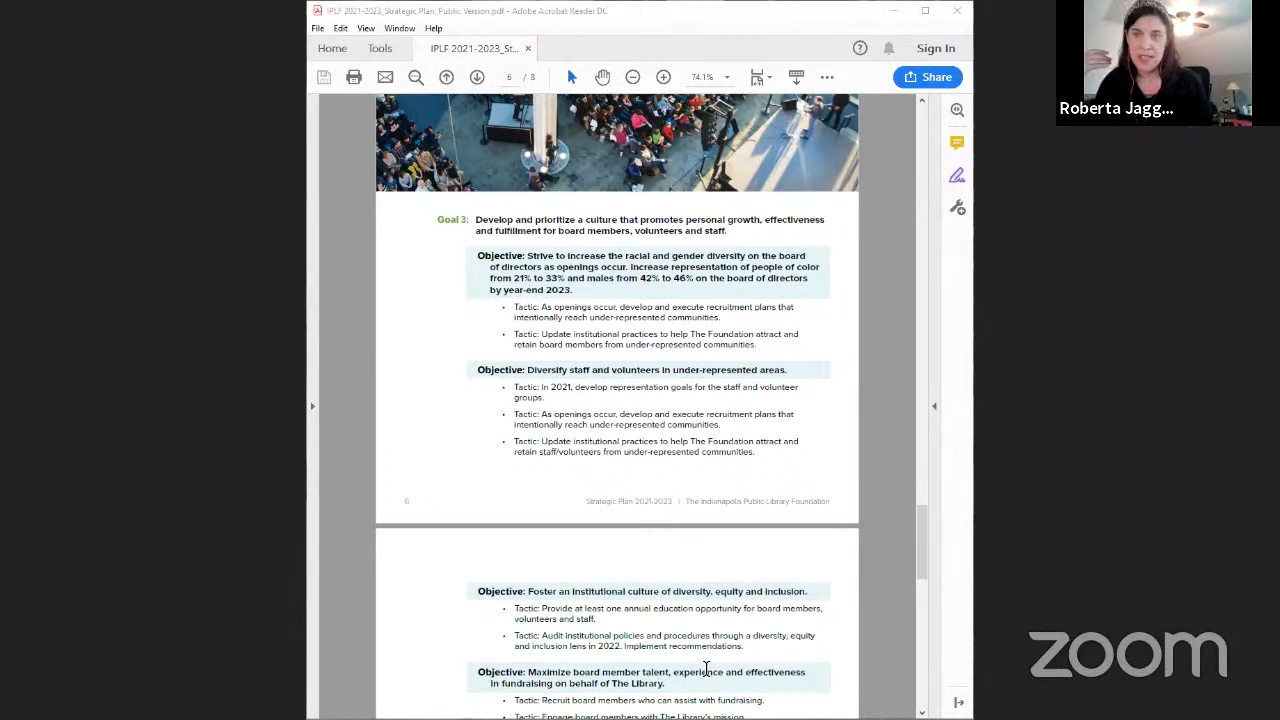 IPLF 2021-2023_Strategic Plan_Public Version.pdf - Adobe Acrobat Reader DC
File Edit View Window Help
Home Tools IPLF 2021-2023_St... × Sign In
6 / 8 74.1% Share
Roberta Jagg...
Goal 3: Develop and prioritize a culture that promotes personal growth, effectiveness
and fulfillment for board members, volunteers and staff.
Objective: Strive to increase the racial and gender diversity on the board
of directors as openings occur. Increase representation of people of color
from 21% to 33% and males from 42% to 46% on the board of directors
by year-end 2023.
• Tactic: As openings occur, develop and execute recruitment plans that
intentionally reach under-represented communities.
• Tactic: Update institutional practices to help The Foundation attract and
retain board members from under-represented communities.
Objective: Diversify staff and volunteers in under-represented areas.
• Tactic: In 2021, develop representation goals for the staff and volunteer
groups.
• Tactic: As openings occur, develop and execute recruitment plans that
intentionally reach under-represented communities.
• Tactic: Update institutional practices to help The Foundation attract and
retain staff/volunteers from under-represented communities.
6 Strategic Plan 2021-2023 | The Indianapolis Public Library Foundation
Objective: Foster an institutional culture of diversity, equity and inclusion.
• Tactic: Provide at least one annual education opportunity for board members,
volunteers and staff.
• Tactic: Audit institutional policies and procedures through a diversity, equity
and inclusion lens in 2022. Implement recommendations.
Objective: Maximize board member talent, experience and effectiveness
in fundraising on behalf of The Library.
• Tactic: Recruit board members who can assist with fundraising.
• Tactic: Engage board members with The Library's mission
zoom